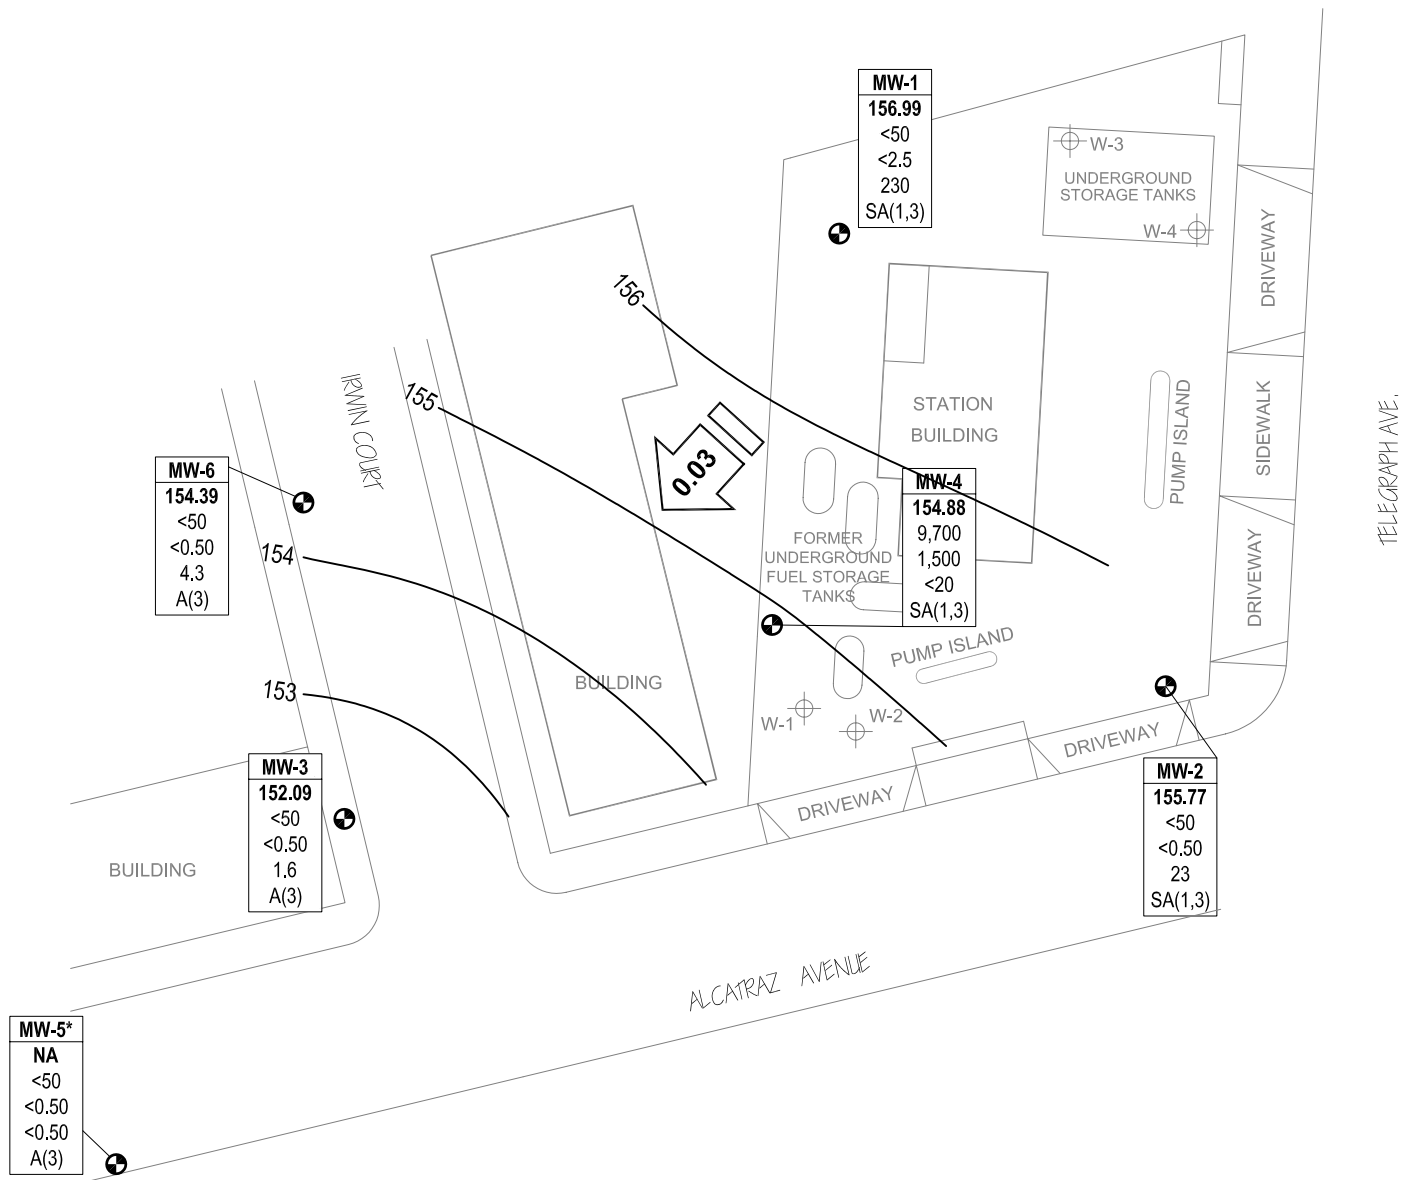 MW-1
156.99
<50
<2.5
230
SA(1,3)
W-3
UNDERGROUND
STORAGE TANKS
W-4
DRIVEWAY
156
155
IRWIN COURT
STATION
BUILDING
PUMP ISLAND
SIDEWALK
TELEGRAPH AVE.
0.03
MW-6
154.39
<50
<0.50
4.3
A(3)
MW-4
154.88
9,700
1,500
<20
SA(1,3)
FORMER
UNDERGROUND
FUEL STORAGE
TANKS
DRIVEWAY
154
PUMP ISLAND
153
BUILDING
W-1
W-2
DRIVEWAY
DRIVEWAY
MW-3
152.09
<50
<0.50
1.6
A(3)
MW-2
155.77
<50
<0.50
23
SA(1,3)
BUILDING
ALCATRAZ AVENUE
MW-5*
NA
<50
<0.50
<0.50
A(3)